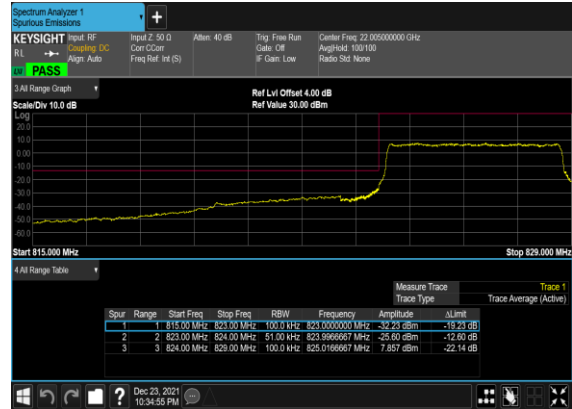 Spectrum Analyzer 1
Spurious Emissions
KEYSIGHT Input: RF Input Z: 50 Ω Atten: 40 dB Trig: Free Run Center Freq: 22.005000000 GHz
RL Coupling: DC Corr CCorr Gate: Off Avg|Hold: 100/100
Align: Auto Freq Ref: Int (S) IF Gain: Low Radio Std: None
LNI PASS
3 All Range Graph
Ref Lvl Offset 4.00 dB
Scale/Div 10.0 dB Ref Value 30.00 dBm
Log
20.0
10.0
0.00
-10.0
-20.0
-30.0
-40.0
-50.0
-60.0
Start 815.000 MHz Stop 829.000 MHz
4 All Range Table
Measure Trace Trace 1
Trace Type Trace Average (Active)
Spur Range Start Freq Stop Freq RBW Frequency Amplitude ΔLimit
1 1 815.00 MHz 823.00 MHz 100.0 kHz 823.0000000 MHz -32.23 dBm -19.23 dB
2 2 823.00 MHz 824.00 MHz 51.00 kHz 823.9966667 MHz -25.60 dBm -12.60 dB
3 3 824.00 MHz 829.00 MHz 100.0 kHz 825.0166667 MHz 7.857 dBm -22.14 dB
? Dec 23, 2021
10:34:55 PM